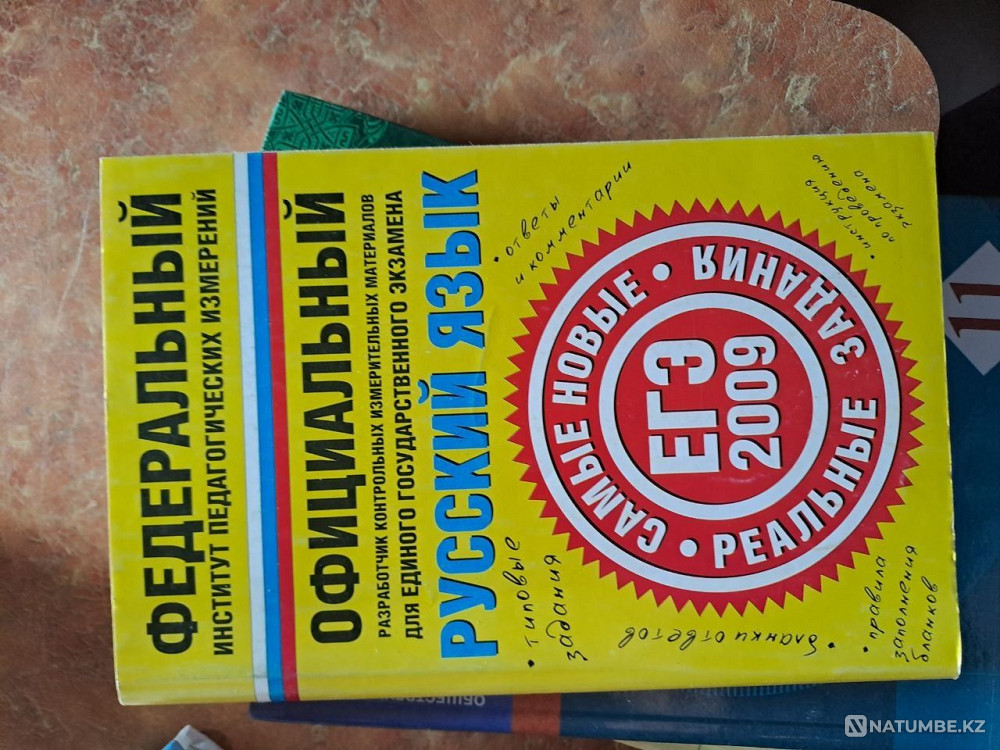 ФЕДЕРАЛЬНЫЙ
ИНСТИТУТ ПЕДАГОГИЧЕСКИХ ИЗМЕРЕНИЙ
ОФИЦИАЛЬНЫЙ
РАЗРАБОТЧИК КОНТРОЛЬНЫХ ИЗМЕРИТЕЛЬНЫХ МАТЕРИАЛОВ
ДЛЯ ЕДИНОГО ГОСУДАРСТВЕННОГО ЭКЗАМЕНА
РУССКИЙ ЯЗЫК
• типовые
задания
• ответы
и комментарии
САМЫЕ НОВЫЕ •
РЕАЛЬНЫЕ ЗАДАНИЯ •
ЕГЭ
2009
• бланки ответов
• правила
заполнения
бланков
• инструкция
по проведению
экзамена
11
NATUMBE.KZ